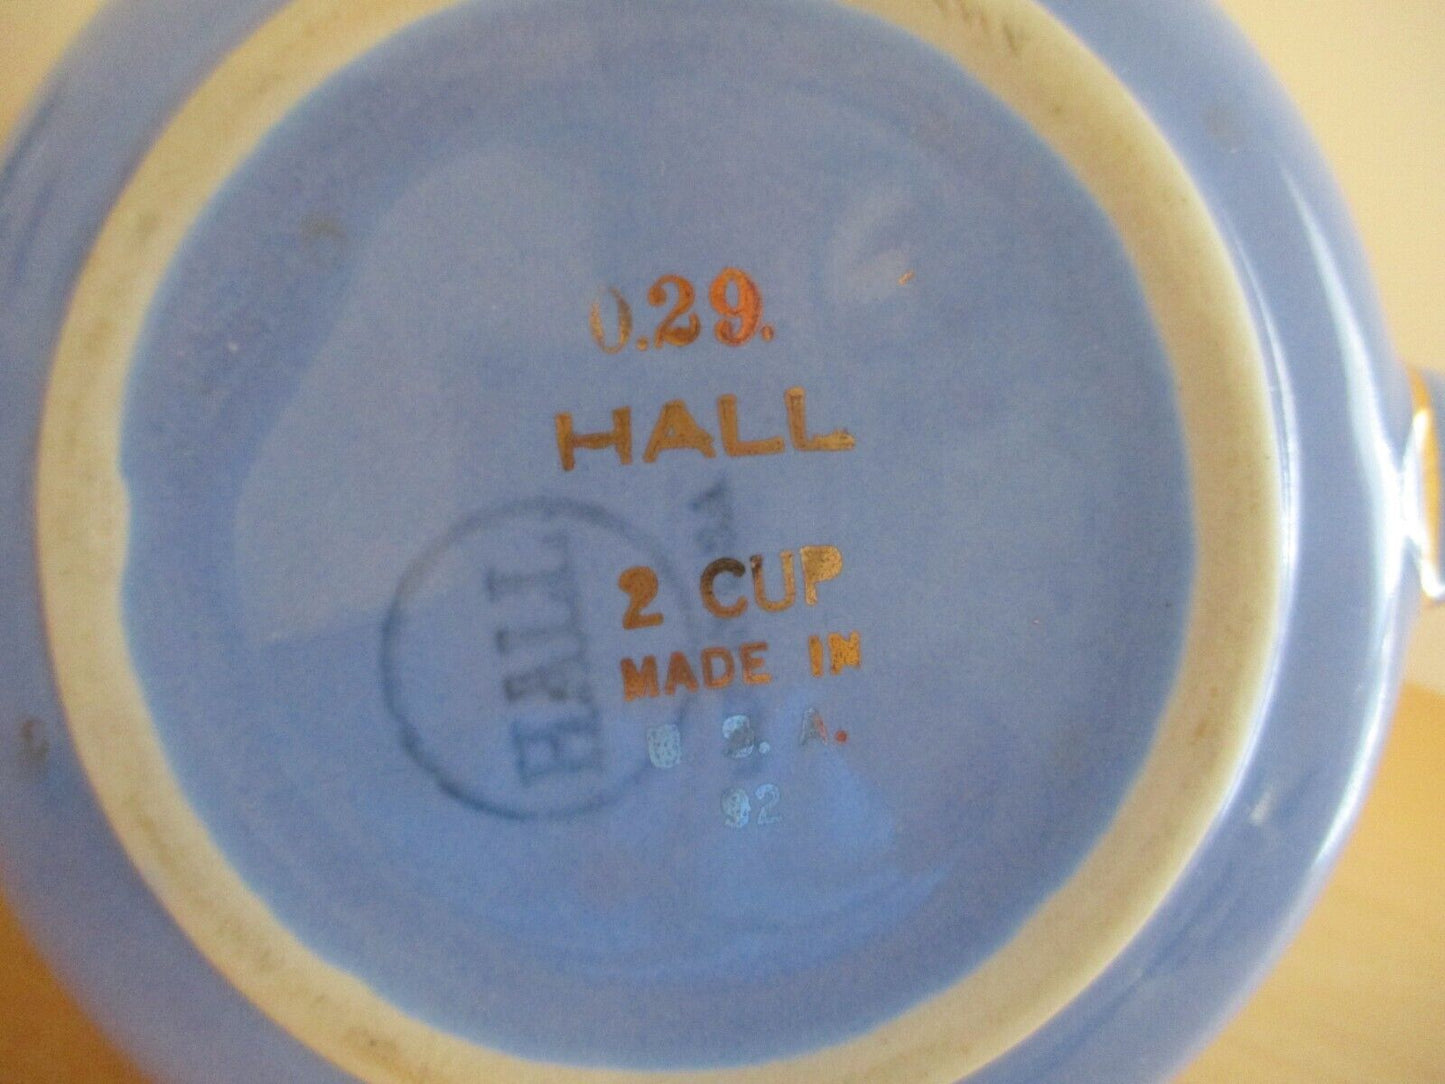 0.29.
HALL
2 CUP
MADE IN
U. S. A.
92
HALL